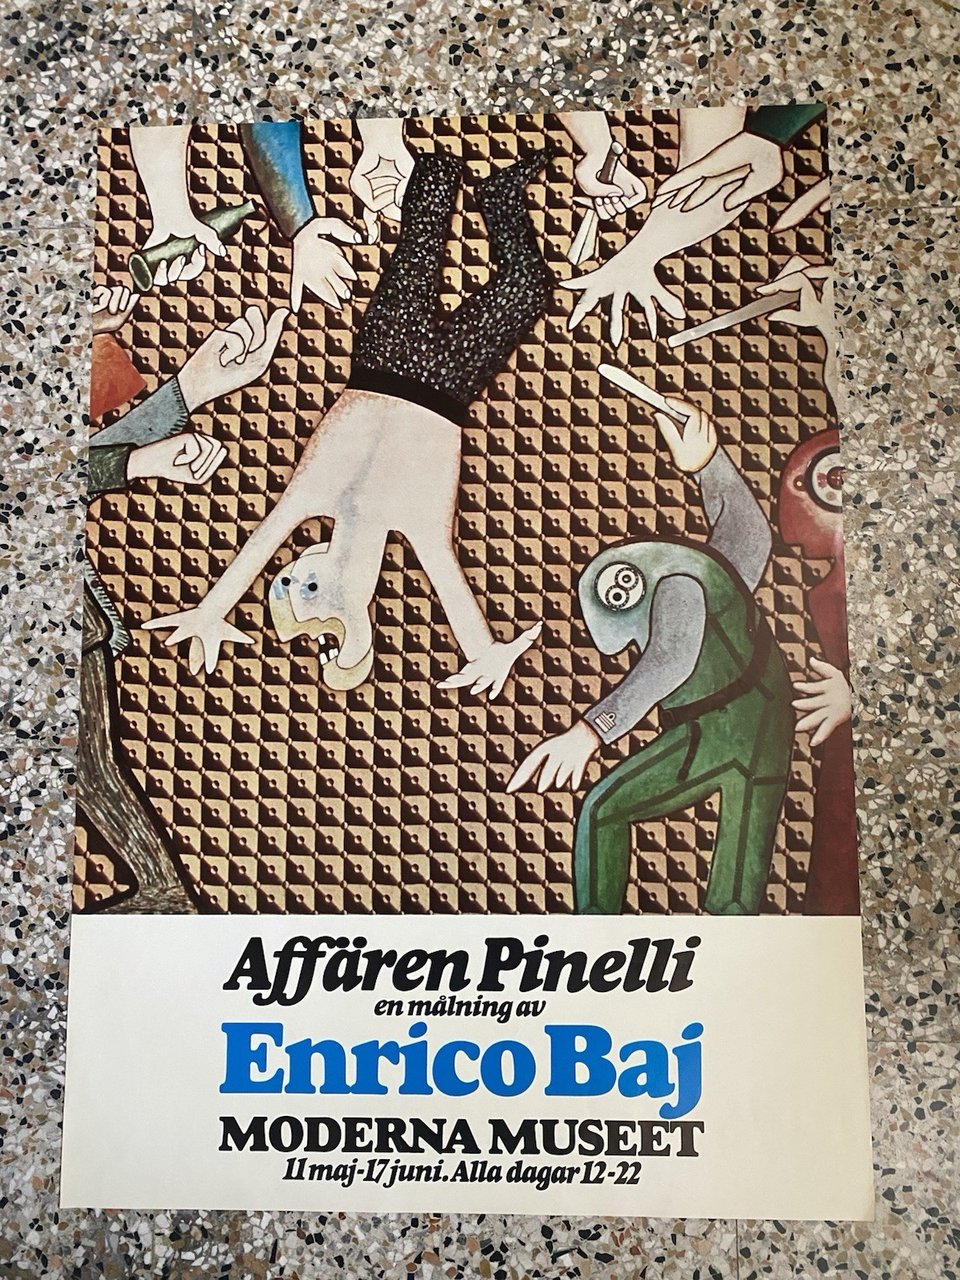 Affären Pinelli
en målning av
Enrico Baj
MODERNA MUSEET
11 maj-17 juni. Alla dagar 12-22